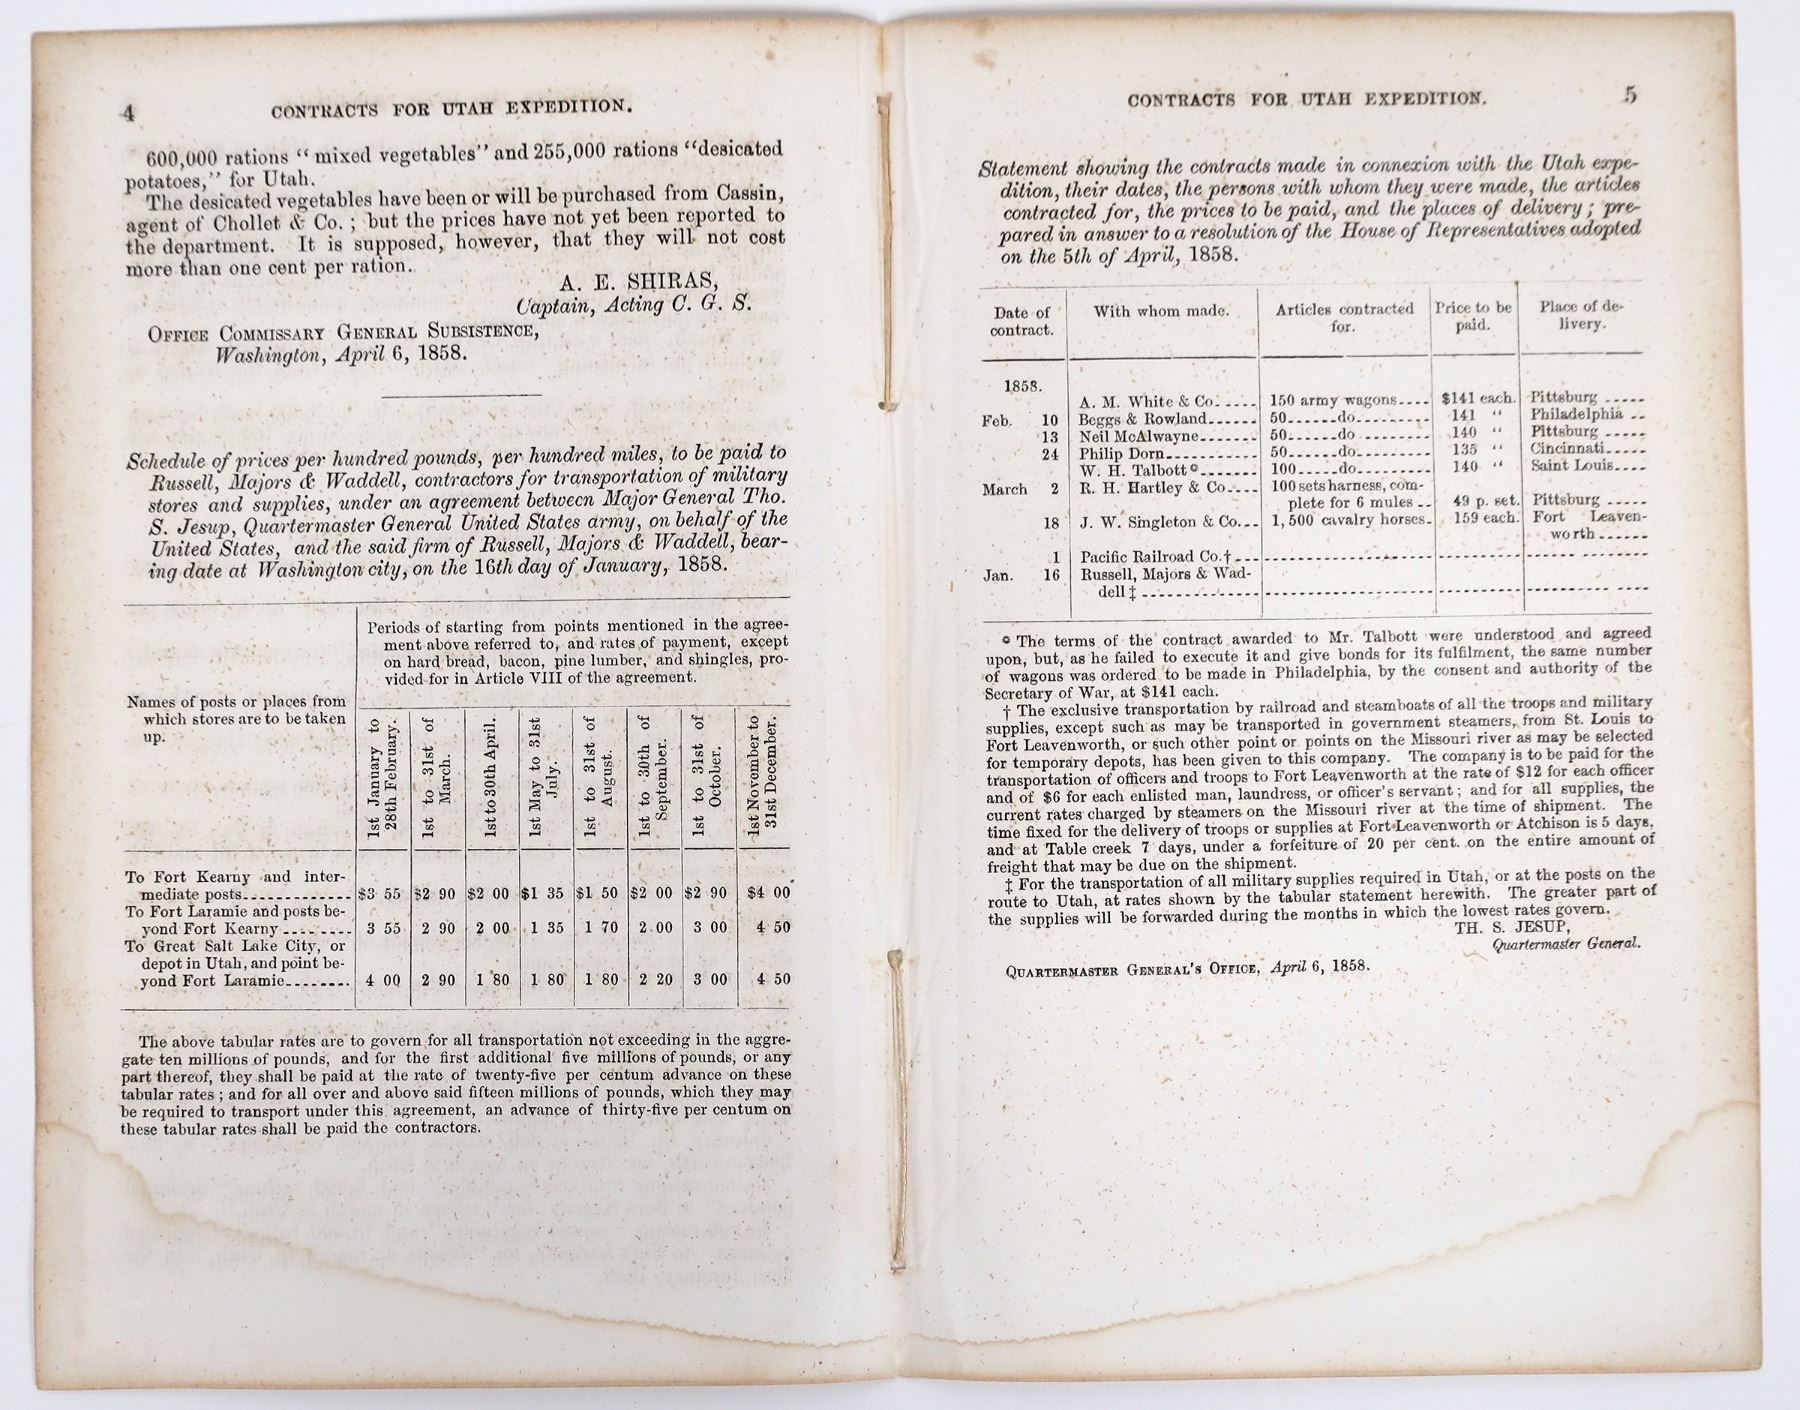 4
CONTRACTS FOR UTAH EXPEDITION.
600,000 rations “mixed vegetables” and 255,000 rations “desicated
potatoes,” for Utah.
The desicated vegetables have been or will be purchased from Cassin,
agent of Chollet & Co.; but the prices have not yet been reported to
the department. It is supposed, however, that they will not cost
more than one cent per ration.
A. E. SHIRAS,
Captain, Acting C. G. S.
OFFICE COMMISSARY GENERAL SUBSISTENCE,
Washington, April 6, 1858.
Schedule of prices per hundred pounds, per hundred miles, to be paid to
Russell, Majors & Waddell, contractors for transportation of military
stores and supplies, under an agreement between Major General Tho.
S. Jesup, Quartermaster General United States army, on behalf of the
United States, and the said firm of Russell, Majors & Waddell, bear-
ing date at Washington city, on the 16th day of January, 1858.
Names of posts or places from
which stores are to be taken
up.
Periods of starting from points mentioned in the agree-
ment above referred to, and rates of payment, except
on hard bread, bacon, pine lumber, and shingles, pro-
vided for in Article VIII of the agreement.
1st January to
28th February.
1st to 31st of
March.
1st to 30th April.
1st May to 31st
July.
1st to 31st of
August.
1st to 30th of
September.
1st to 31st of
October.
1st November to
31st December.
To Fort Kearny and inter-
mediate posts............. $3 55 $2 90 $2 00 $1 35 $1 50 $2 00 $2 90 $4 00
To Fort Laramie and posts be-
yond Fort Kearny ......... 3 55 2 90 2 00 1 35 1 70 2 00 3 00 4 50
To Great Salt Lake City, or
depot in Utah, and point be-
yond Fort Laramie........ 4 00 2 90 1 80 1 80 1 80 2 20 3 00 4 50
The above tabular rates are to govern for all transportation not exceeding in the aggre-
gate ten millions of pounds, and for the first additional five millions of pounds, or any
part thereof, they shall be paid at the rate of twenty-five per centum advance on these
tabular rates; and for all over and above said fifteen millions of pounds, which they may
be required to transport under this agreement, an advance of thirty-five per centum on
these tabular rates shall be paid the contractors.
CONTRACTS FOR UTAH EXPEDITION.
5
Statement showing the contracts made in connexion with the Utah expe-
dition, their dates, the persons with whom they were made, the articles
contracted for, the prices to be paid, and the places of delivery; pre-
pared in answer to a resolution of the House of Representatives adopted
on the 5th of April, 1858.
Date of
contract.
With whom made.
Articles contracted
for.
Price to be
paid.
Place of de-
livery.
1858.
A. M. White & Co..... 150 army wagons.... $141 each. Pittsburg .....
Feb. 10 Beggs & Rowland...... 50......do......... 141 “ Philadelphia ..
13 Neil McAlwayne....... 50......do ......... 140 “ Pittsburg .....
24 Philip Dorn........... 50......do......... 135 “ Cincinnati.....
W. H. Talbott*....... 100.....do......... 140 “ Saint Louis....
March 2 R. H. Hartley & Co.... 100 sets harness, com-
plete for 6 mules .. 49 p. set. Pittsburg .....
18 J. W. Singleton & Co... 1,500 cavalry horses. 159 each. Fort Leaven-
worth ......
1 Pacific Railroad Co.† ...
Jan. 16 Russell, Majors & Wad-
dell ‡ ..............
* The terms of the contract awarded to Mr. Talbott were understood and agreed
upon, but, as he failed to execute it and give bonds for its fulfilment, the same number
of wagons was ordered to be made in Philadelphia, by the consent and authority of the
Secretary of War, at $141 each.
† The exclusive transportation by railroad and steamboats of all the troops and military
supplies, except such as may be transported in government steamers, from St. Louis to
Fort Leavenworth, or such other point or points on the Missouri river as may be selected
for temporary depots, has been given to this company. The company is to be paid for the
transportation of officers and troops to Fort Leavenworth at the rate of $12 for each officer
and of $6 for each enlisted man, laundress, or officer's servant; and for all supplies, the
current rates charged by steamers on the Missouri river at the time of shipment. The
time fixed for the delivery of troops or supplies at Fort Leavenworth or Atchison is 5 days,
and at Table creek 7 days, under a forfeiture of 20 per cent. on the entire amount of
freight that may be due on the shipment.
‡ For the transportation of all military supplies required in Utah, or at the posts on the
route to Utah, at rates shown by the tabular statement herewith. The greater part of
the supplies will be forwarded during the months in which the lowest rates govern.
TH. S. JESUP,
Quartermaster General.
QUARTERMASTER GENERAL'S OFFICE, April 6, 1858.